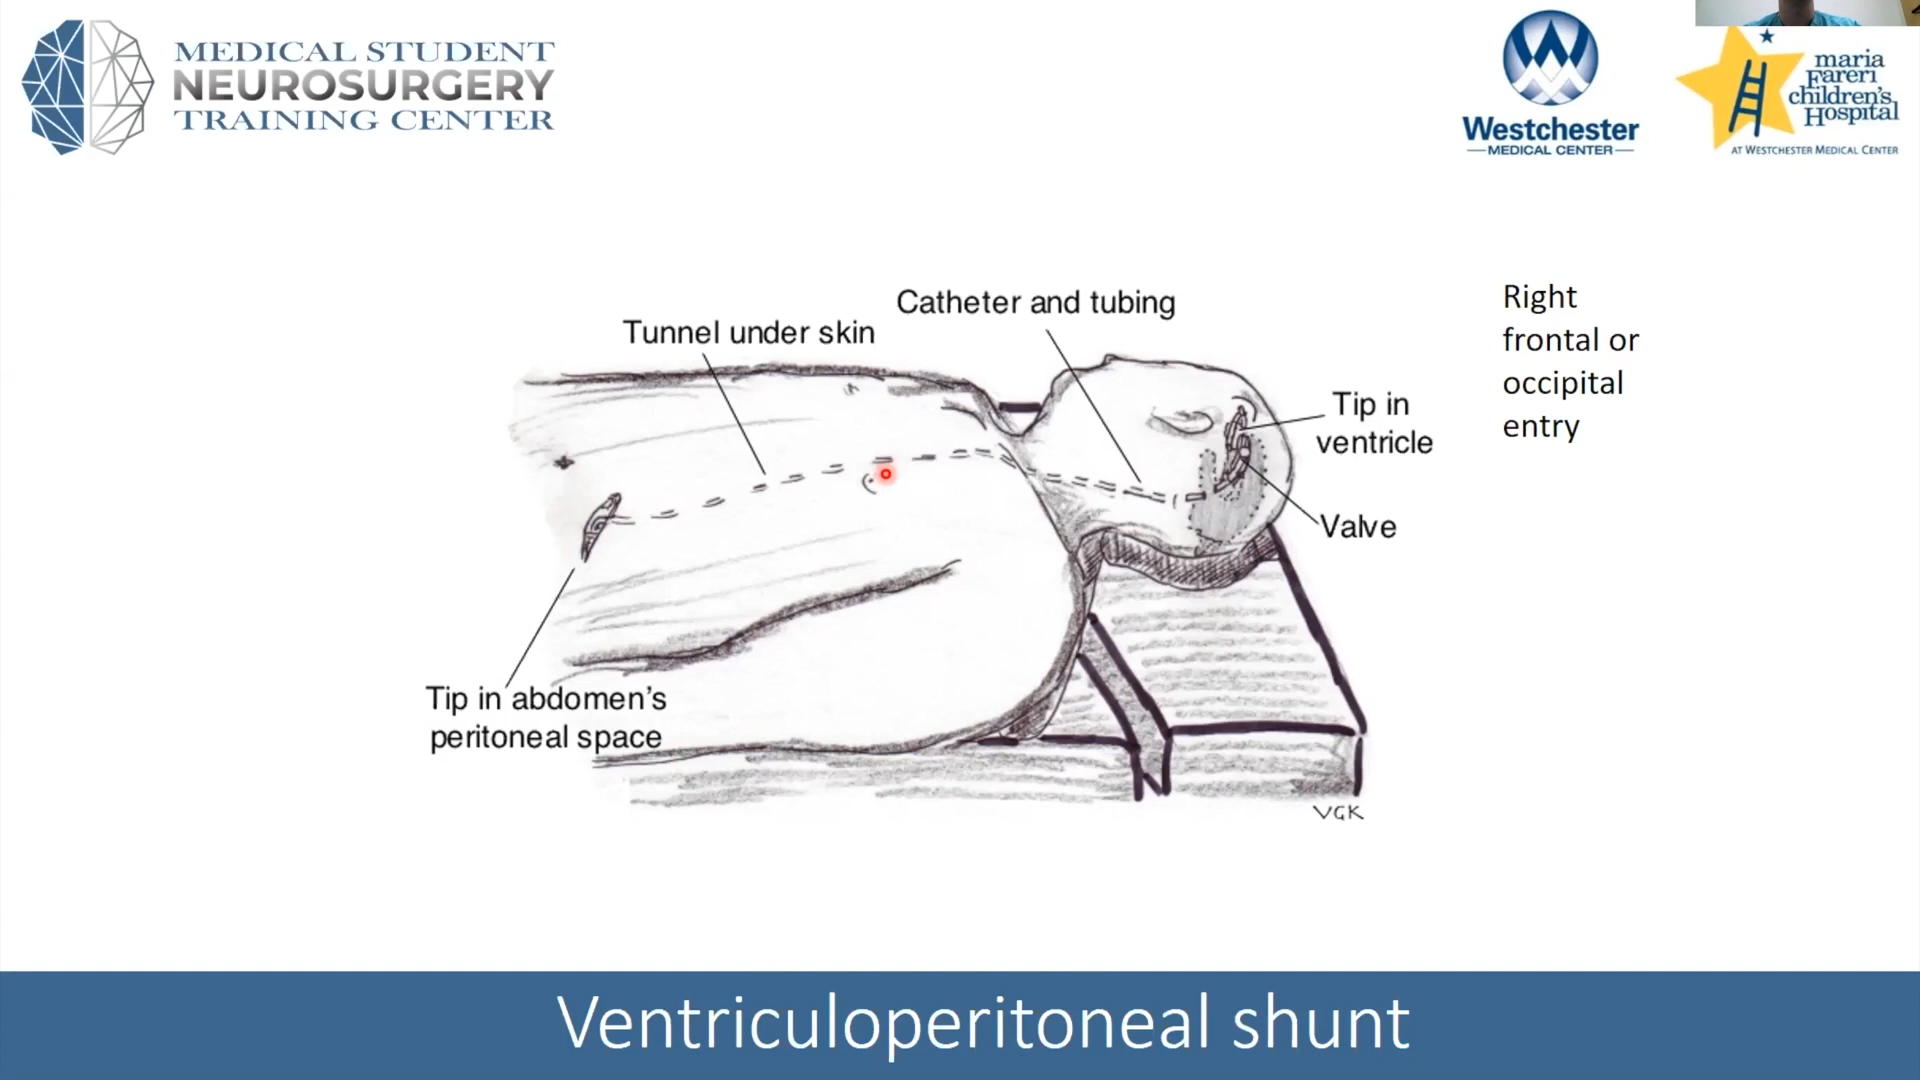 MEDICAL STUDENT
NEUROSURGERY
TRAINING CENTER
Westchester
MEDICAL CENTER
maria
Fareri
children's
Hospital
AT WESTCHESTER MEDICAL CENTER
Catheter and tubing
Tunnel under skin
Right
frontal or
occipital
entry
Tip in
ventricle
Valve
Tip in abdomen's
peritoneal space
VGK
Ventriculoperitoneal shunt